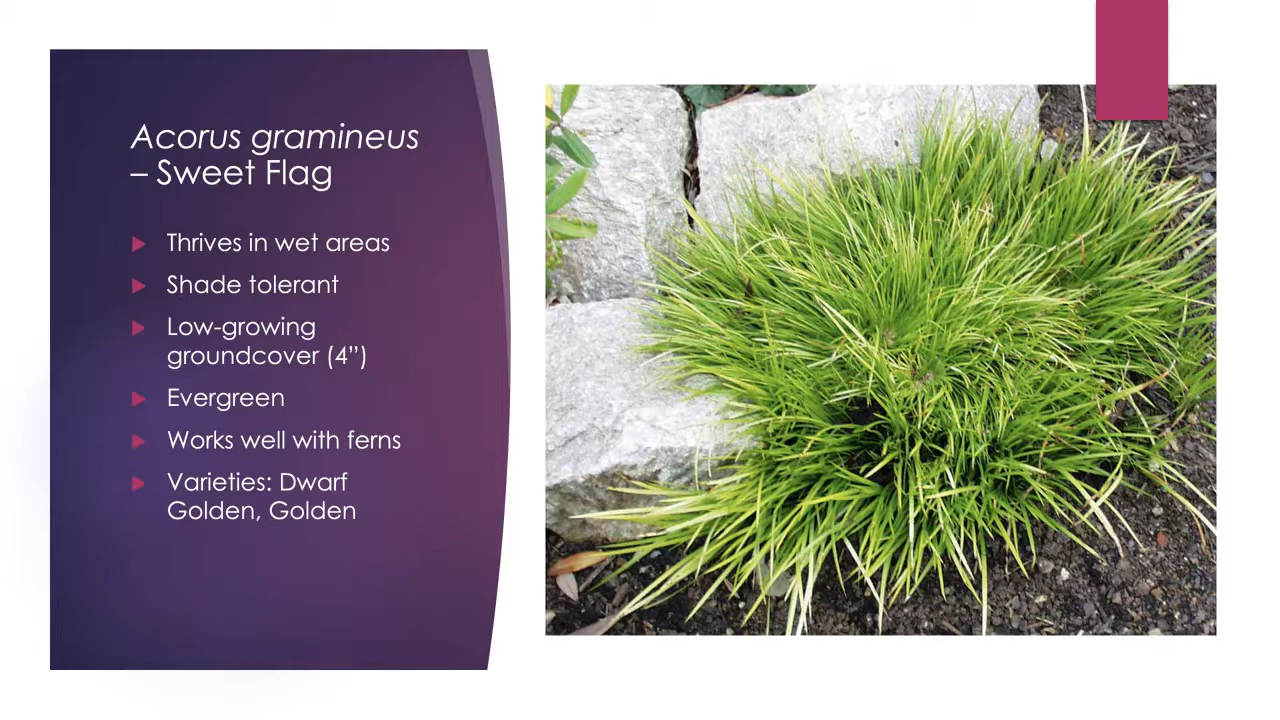 Acorus gramineus
– Sweet Flag
Thrives in wet areas
Shade tolerant
Low-growing
groundcover (4”)
Evergreen
Works well with ferns
Varieties: Dwarf
Golden, Golden